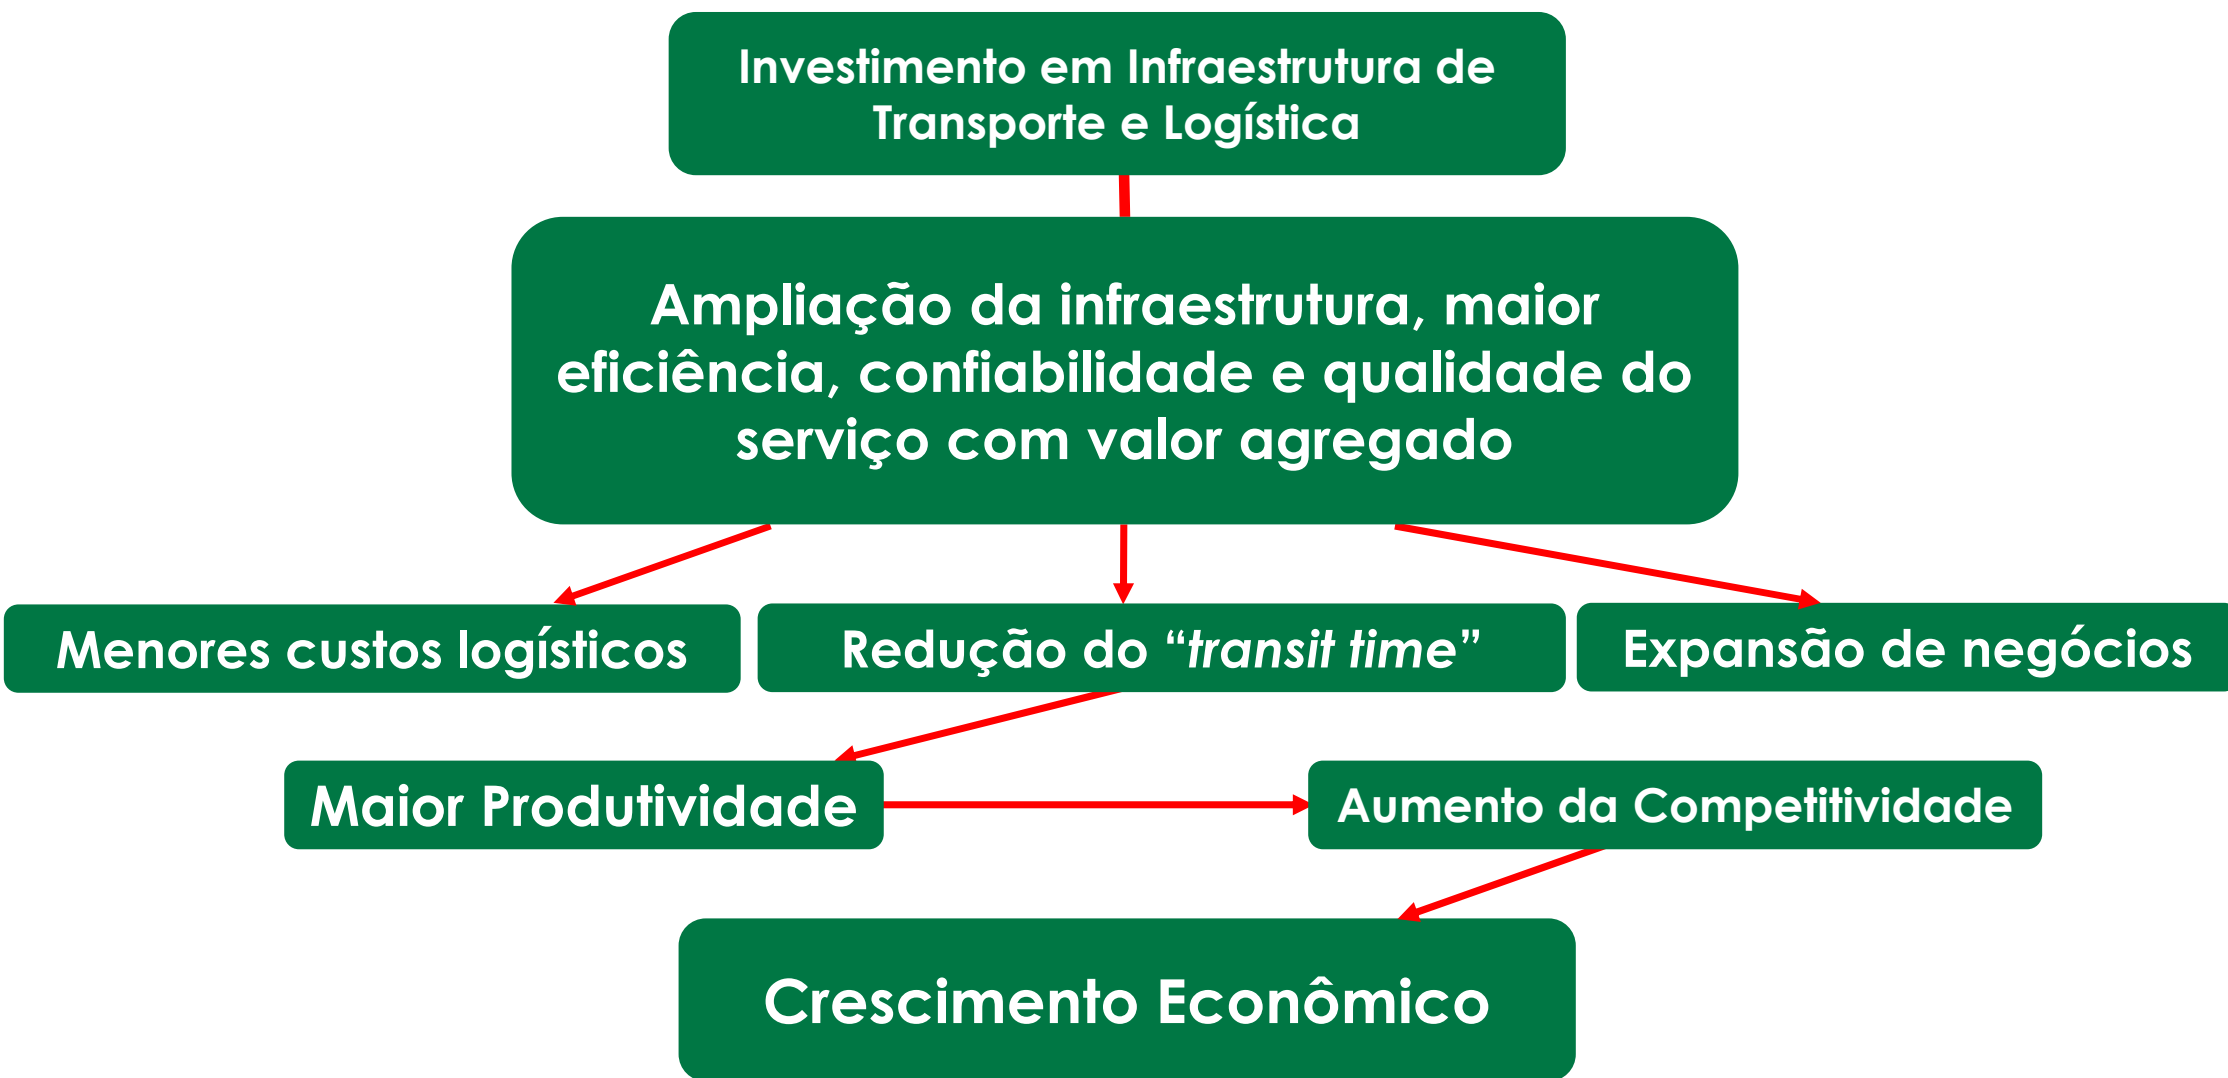 Investimento em Infraestrutura de
Transporte e Logística
Ampliação da infraestrutura, maior
eficiência, confiabilidade e qualidade do
serviço com valor agregado
Menores custos logísticos
Redução do “transit time”
Expansão de negócios
Maior Produtividade
Aumento da Competitividade
Crescimento Econômico